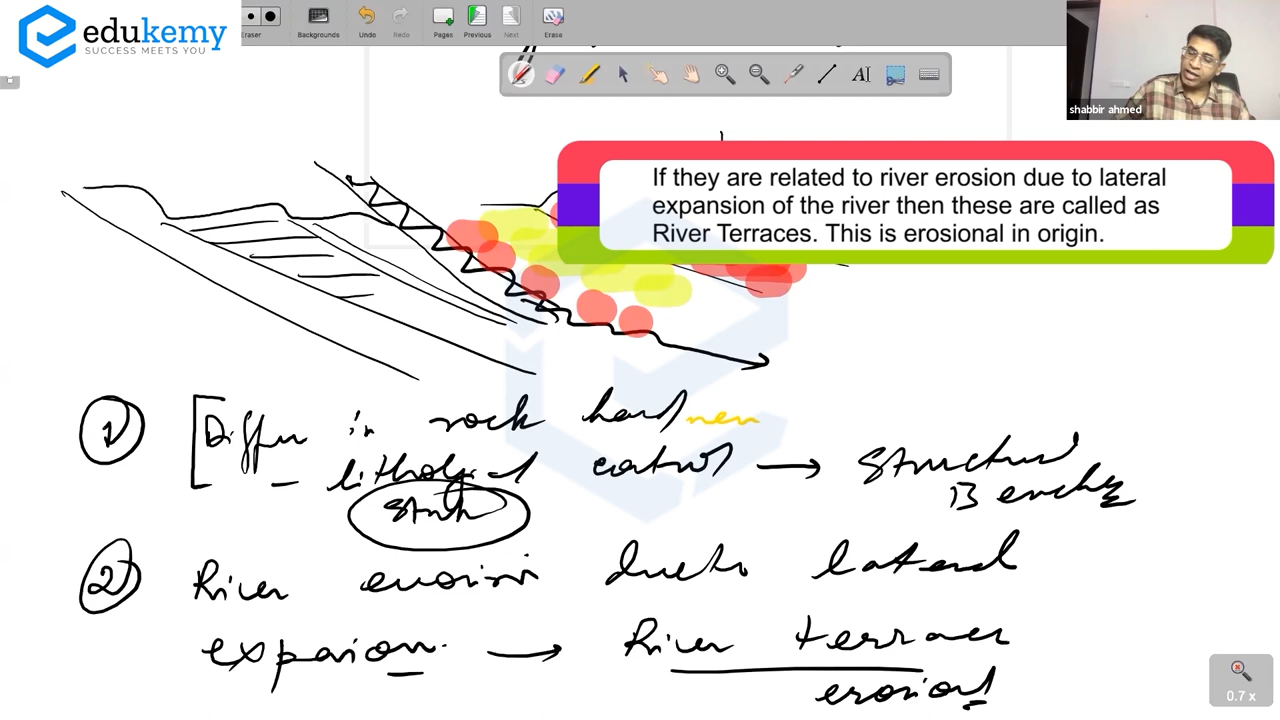 edukemy
SUCCESS MEETS YOU
Eraser
Backgrounds
Undo
Redo
Pages
Previous
Next
Erase
shabbir ahmed
If they are related to river erosion due to lateral
expansion of the river then these are called as
River Terraces. This is erosional in origin.
1 Differ in rock hardness
control → structural
Benches
2 River erosion due to lateral
expasion. → River terraces
erosional
0.7 x